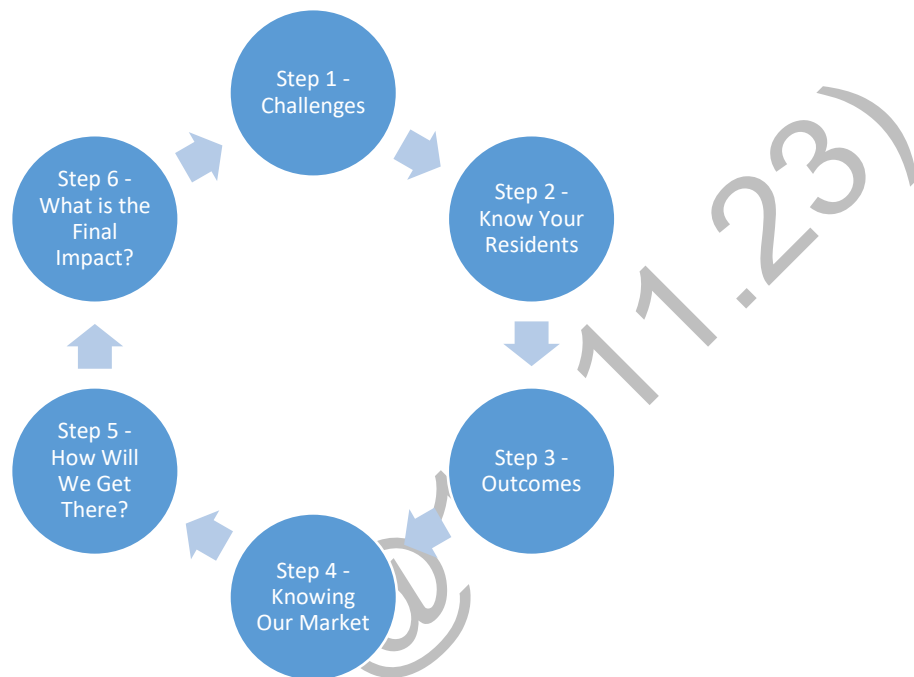 Step 1 -
Challenges
Step 2 -
Know Your
Residents
Step 3 -
Outcomes
Step 4 -
Knowing
Our Market
Step 5 -
How Will
We Get
There?
Step 6 -
What is the
Final
Impact?
(@ 11.23)